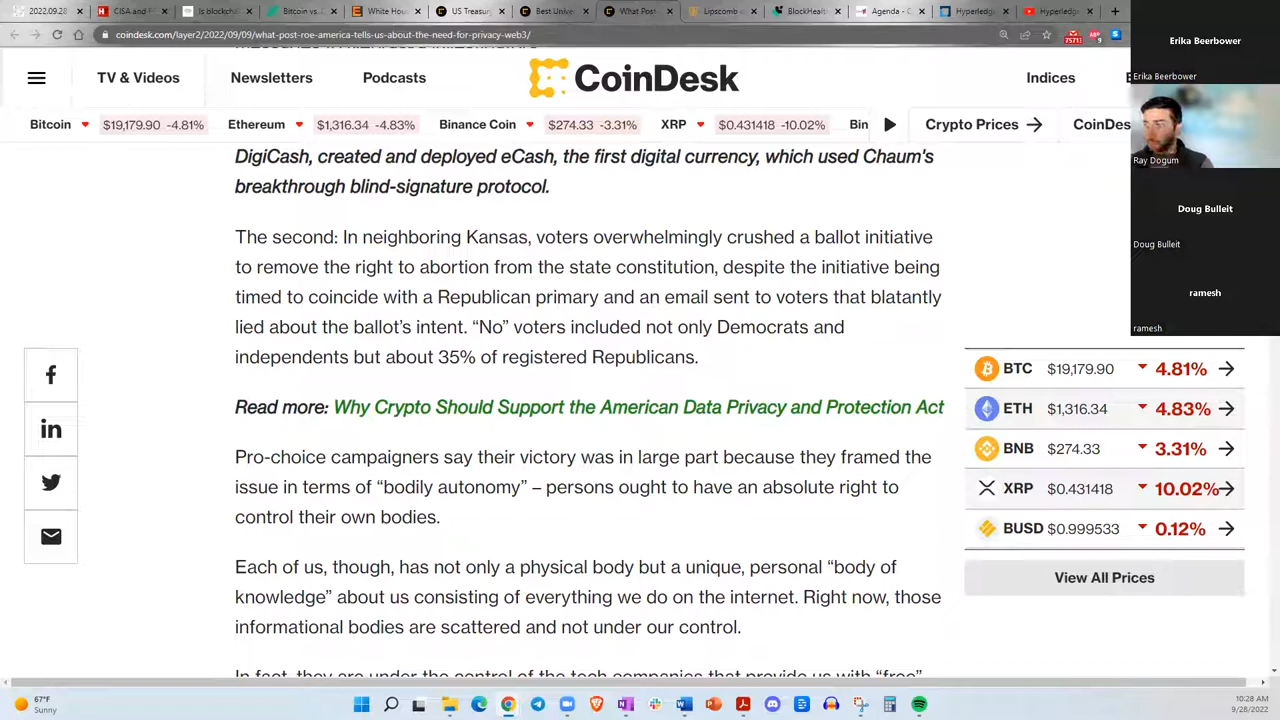 2022.09.28
CISA and F
Is blockcha
Bitcoin vs.
White Hou
US Treasur
Best Univer
What Post
Lipscomb
BlockHealt
Agenda - C
Hyperledg
Hyperledg
coindesk.com/layer2/2022/09/09/what-post-roe-america-tells-us-about-the-need-for-privacy-web3/
TV & Videos
Newsletters
Podcasts
CoinDesk
Indices
Bitcoin $19,179.90 -4.81%
Ethereum $1,316.34 -4.83%
Binance Coin $274.33 -3.31%
XRP $0.431418 -10.02%
Bin
Crypto Prices
CoinDes
DigiCash, created and deployed eCash, the first digital currency, which used Chaum's
breakthrough blind-signature protocol.
The second: In neighboring Kansas, voters overwhelmingly crushed a ballot initiative
to remove the right to abortion from the state constitution, despite the initiative being
timed to coincide with a Republican primary and an email sent to voters that blatantly
lied about the ballot's intent. “No” voters included not only Democrats and
independents but about 35% of registered Republicans.
Read more: Why Crypto Should Support the American Data Privacy and Protection Act
Pro-choice campaigners say their victory was in large part because they framed the
issue in terms of “bodily autonomy” – persons ought to have an absolute right to
control their own bodies.
Each of us, though, has not only a physical body but a unique, personal “body of
knowledge” about us consisting of everything we do on the internet. Right now, those
informational bodies are scattered and not under our control.
In fact, they are under the control of the tech companies that provide us with “free”
BTC $19,179.90 4.81%
ETH $1,316.34 4.83%
BNB $274.33 3.31%
XRP $0.431418 10.02%
BUSD $0.999533 0.12%
View All Prices
Erika Beerbower
Erika Beerbower
Ray Dogum
Doug Bulleit
Doug Bulleit
ramesh
ramesh
67°F
Sunny
10:28 AM
9/28/2022